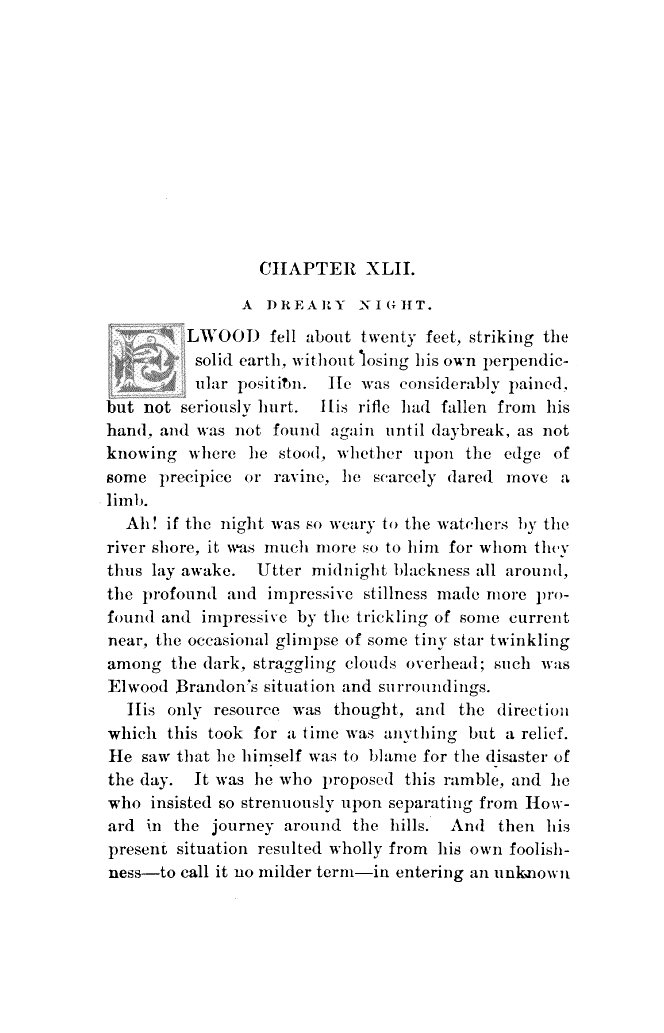 CHAPTER XLII.
A DREARY NIGHT.
ELWOOD fell about twenty feet, striking the
solid earth, without losing his own perpendic-
ular position. He was considerably pained,
but not seriously hurt. His rifle had fallen from his
hand, and was not found again until daybreak, as not
knowing where he stood, whether upon the edge of
some precipice or ravine, he scarcely dared move a
limb.
Ah! if the night was so weary to the watchers by the
river shore, it was much more so to him for whom they
thus lay awake. Utter midnight blackness all around,
the profound and impressive stillness made more pro-
found and impressive by the trickling of some current
near, the occasional glimpse of some tiny star twinkling
among the dark, straggling clouds overhead; such was
Elwood Brandon's situation and surroundings.
His only resource was thought, and the direction
which this took for a time was anything but a relief.
He saw that he himself was to blame for the disaster of
the day. It was he who proposed this ramble, and he
who insisted so strenuously upon separating from How-
ard in the journey around the hills. And then his
present situation resulted wholly from his own foolish-
ness—to call it no milder term—in entering an unknown